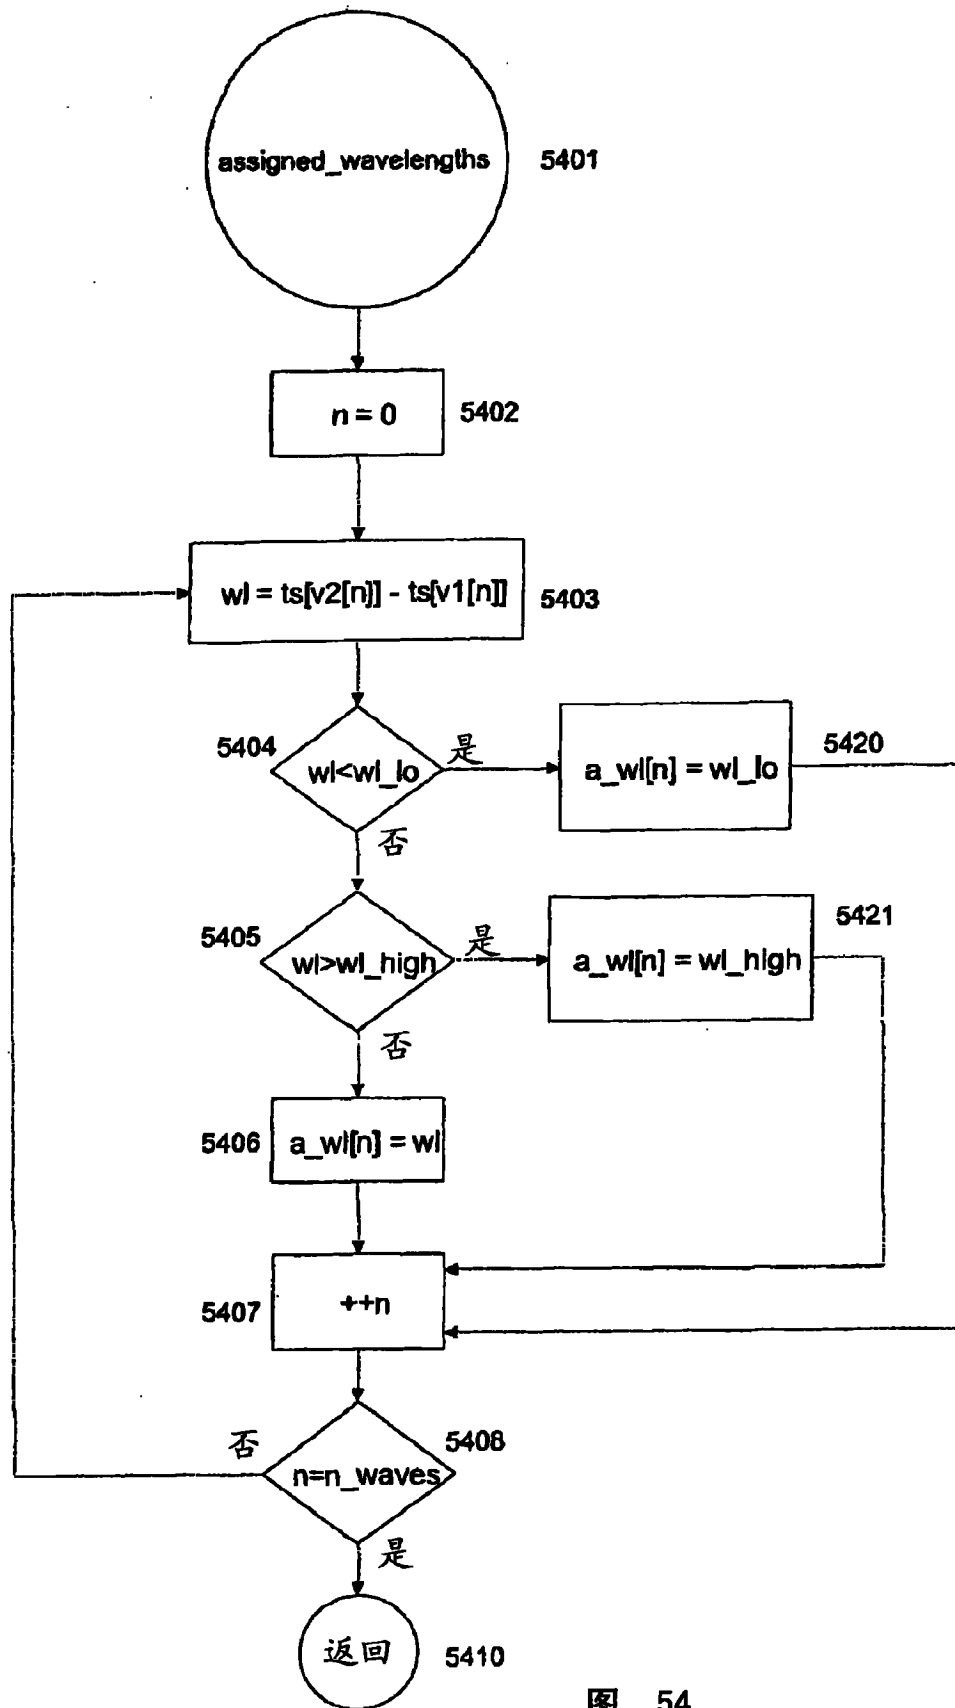 assigned_wavelengths
5401
n = 0
5402
wl = ts[v2[n]] - ts[v1[n]]
5403
5404
wl<wl_lo
是
a_wl[n] = wl_lo
5420
否
5405
wl>wl_high
是
a_wl[n] = wl_high
5421
否
5406
a_wl[n] = wl
5407
++n
否
n=n_waves
5408
是
返回
5410
图 54